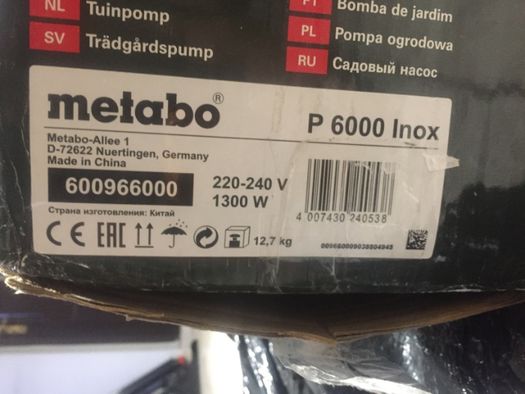 NL Tuinpomp
SV Trädgårdspump
PT Bomba de jardim
PL Pompa ogrodowa
RU Садовый насос
metabo®
P 6000 Inox
Metabo-Allee 1
D-72622 Nuertingen, Germany
Made in China
600966000
220-240 V
1300 W
4 007430 240538
Страна изготовления: Китай
CE EAC 12,7 kg